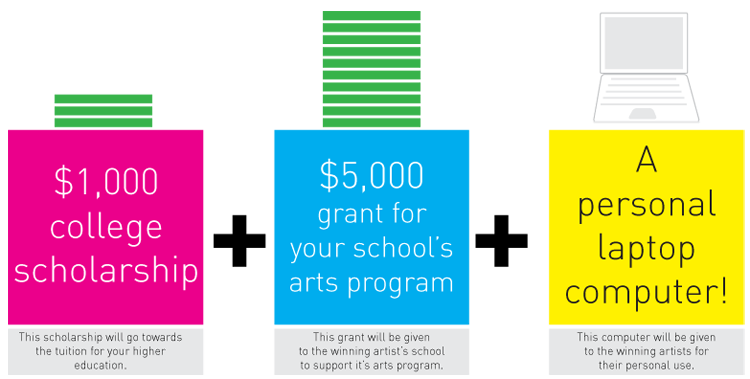 $1,000
college
scholarship
This scholarship will go towards
the tuition for your higher
education.
+
$5,000
grant for
your school's
arts program
This grant will be given
to the winning artist's school
to support it's arts program.
+
A
personal
laptop
computer!
This computer will be given
to the winning artists for
their personal use.